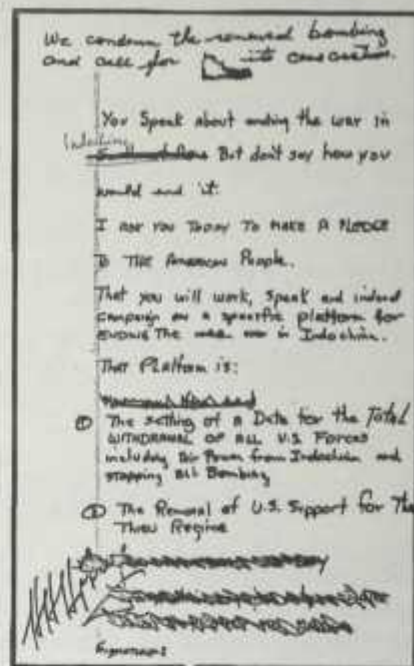 We condemn the renewed bombing
and call for its cessation.
You Speak about ending the war in
Indochina
But don't say how you
would end it.
I ask you Today To make A Pledge
To The American People.
That you will work, speak and indeed
campaign on a specific platform for
ending The war in Indochina.
That Platform is:
① The setting of a Date for the Total
WITHDRAWAL OF ALL U.S. Forces
including Air Power from Indochina and
stopping all Bombing
② The Removal of U.S. Support for The
Thieu Regime
Signatures